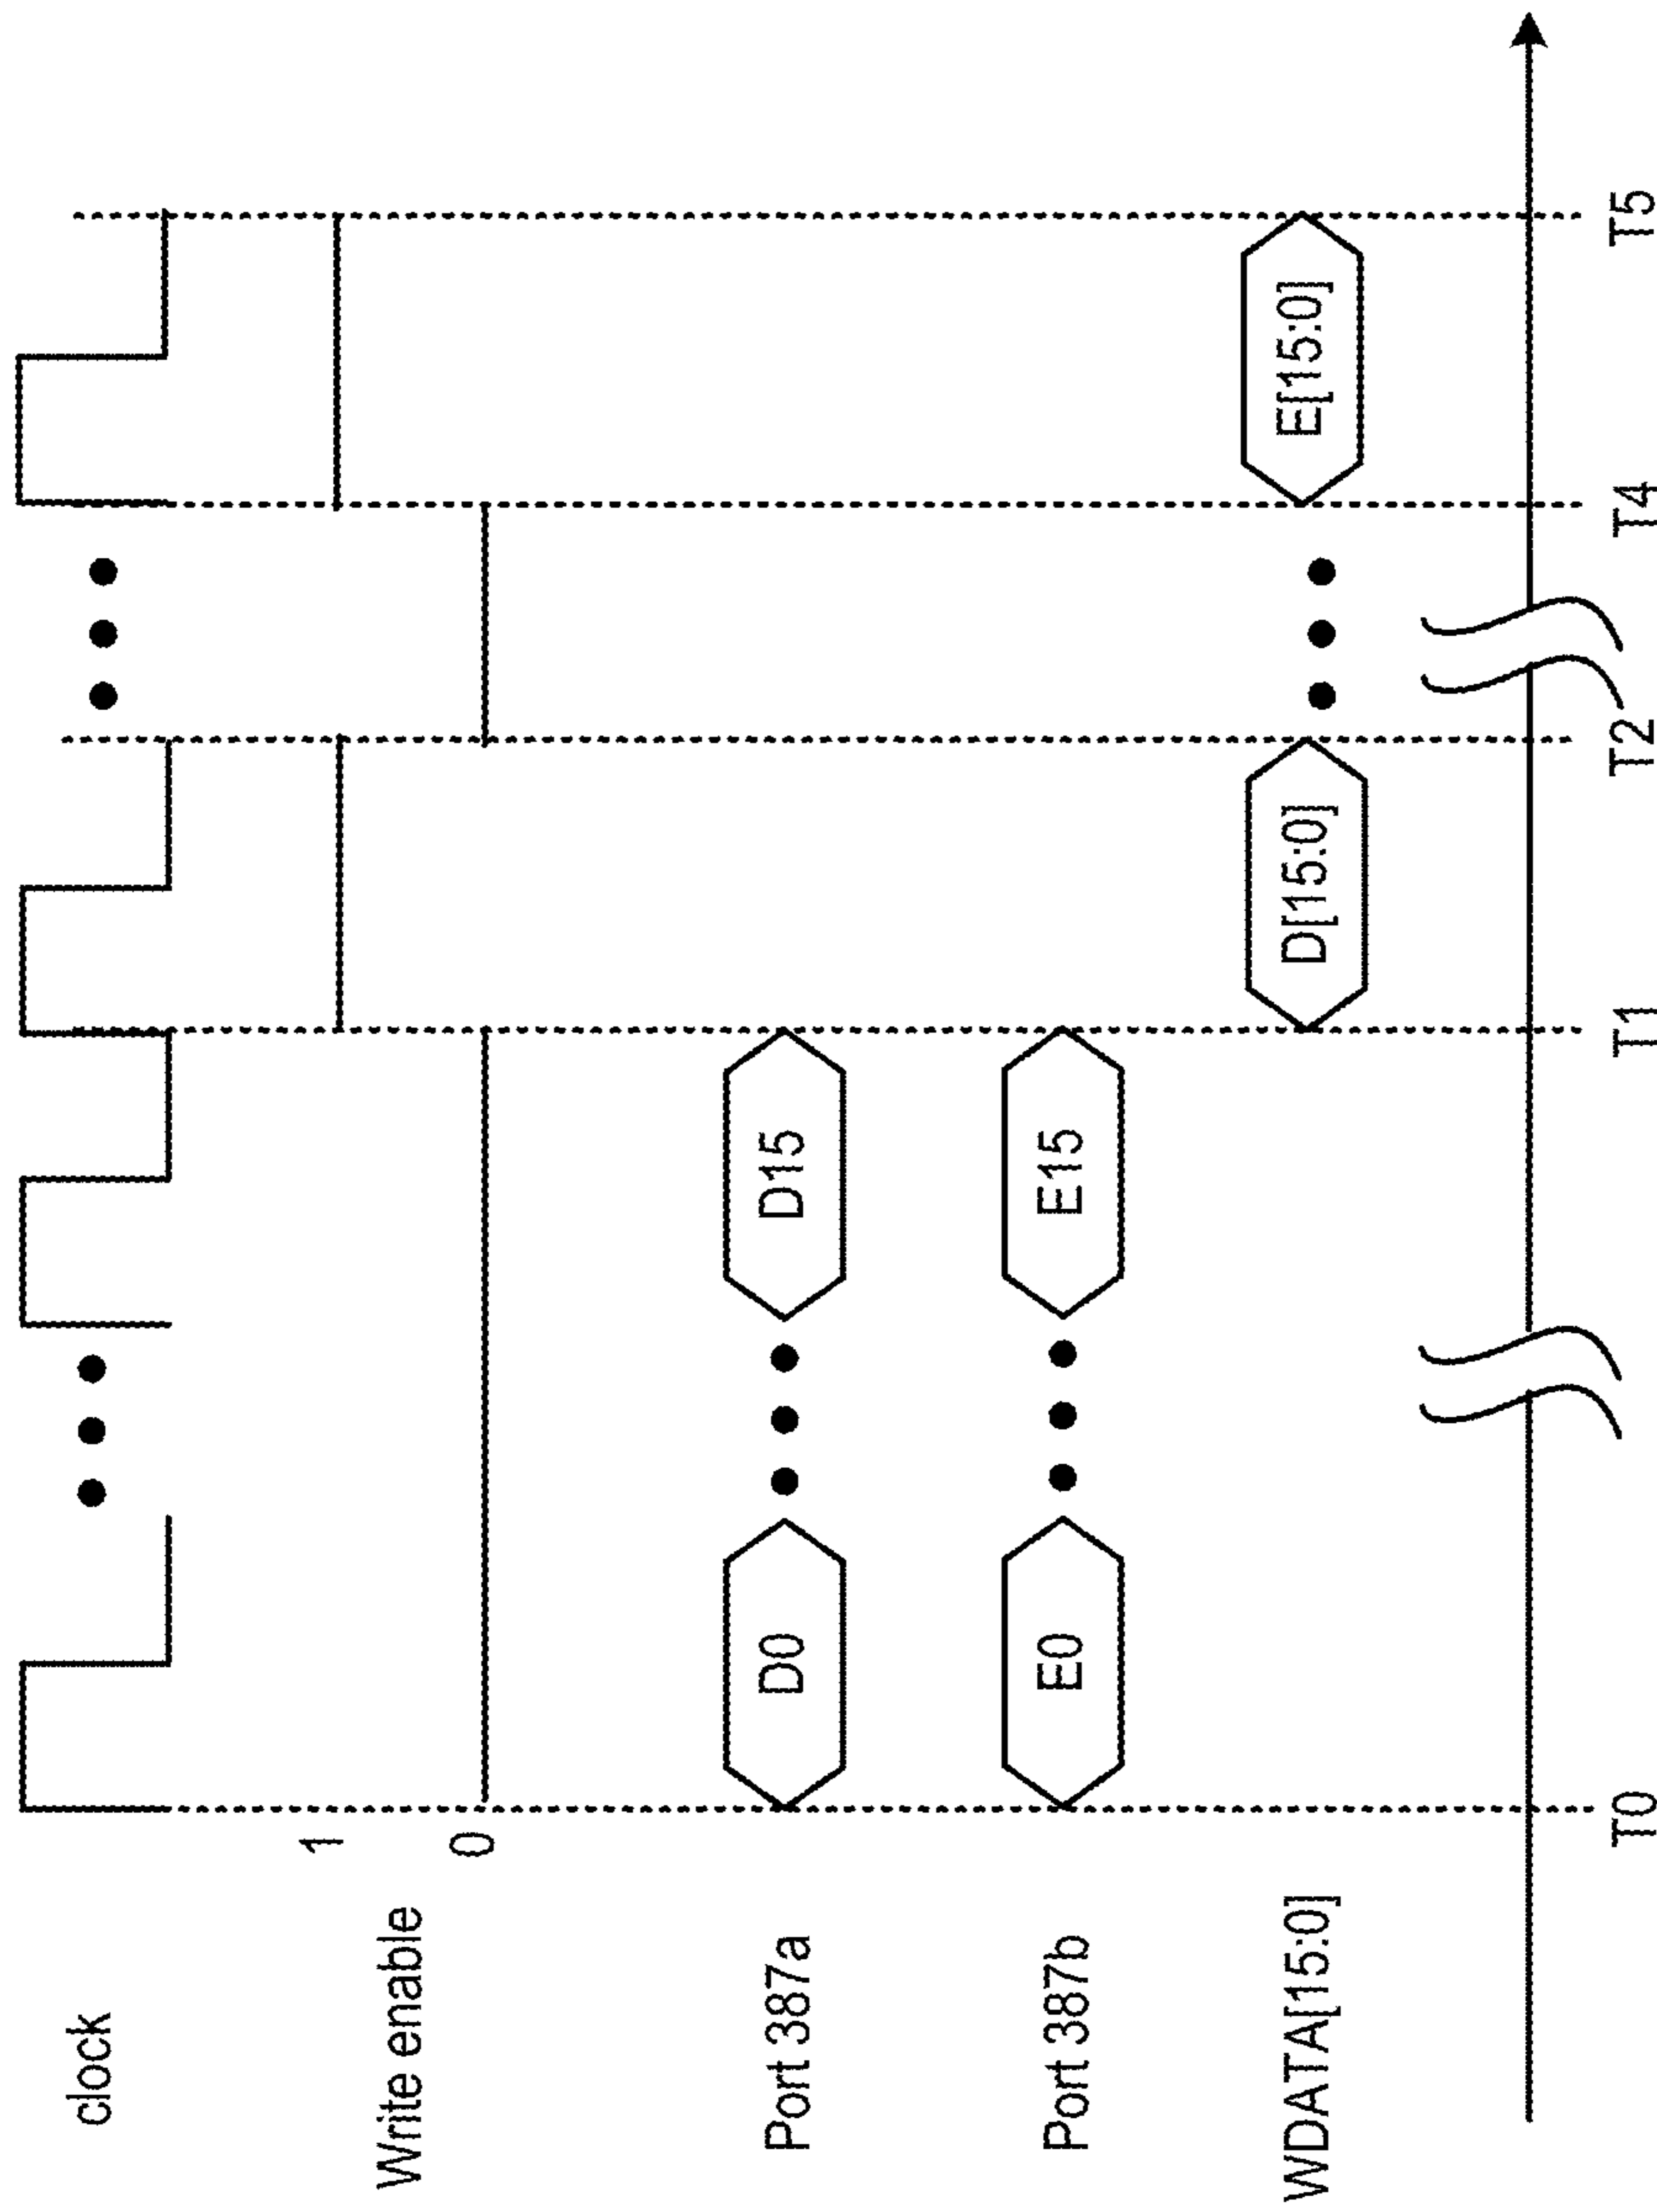 clock
Write enable
1
0
Port 387a
D0
D15
Port 387b
E0
E15
WDATA[15:0]
D[15:0]
E[15:0]
T0
T1
T2
T4
T5